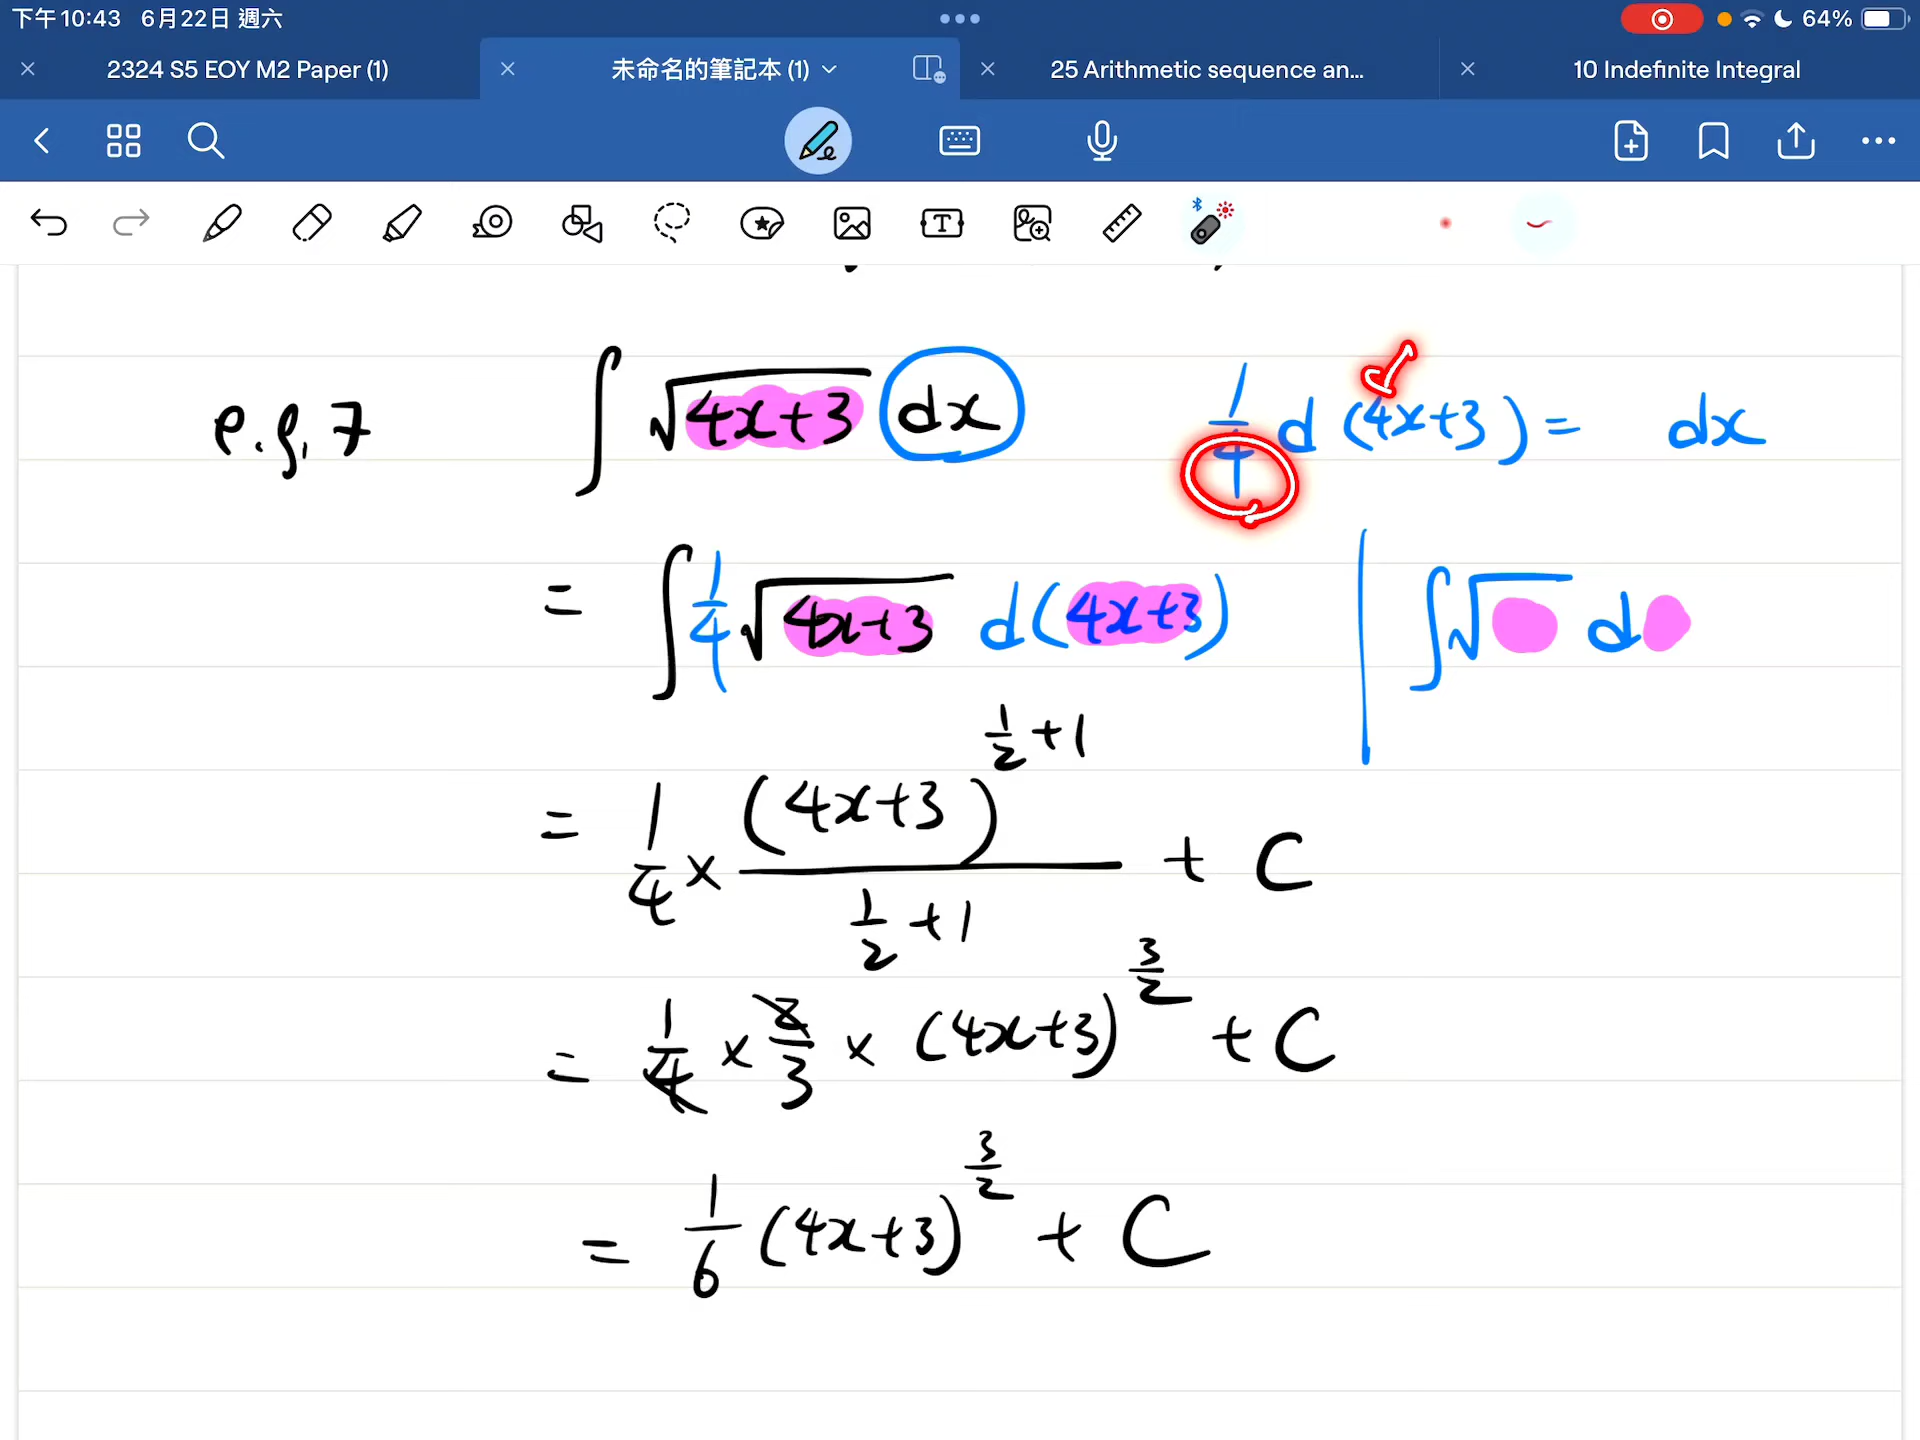 下午10:43 6月22日 週六
64%
2324 S5 EOY M2 Paper (1)
未命名的筆記本 (1)
25 Arithmetic sequence an...
10 Indefinite Integral
e.g. 7 ∫ √(4x+3) dx
1/4 d (4x+3) = dx
= ∫ 1/4 √(4x+3) d(4x+3)
∫ √ d
= 1/4 × (4x+3)^(1/2 + 1) / (1/2 + 1) + C
= 1/4 × 2/3 × (4x+3)^(3/2) + C
= 1/6 (4x+3)^(3/2) + C